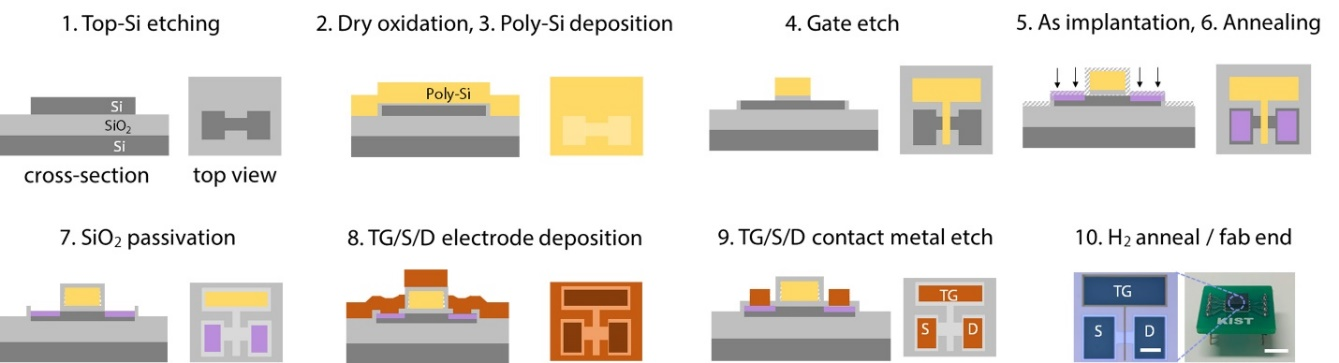 1. Top-Si etching
2. Dry oxidation, 3. Poly-Si deposition
4. Gate etch
5. As implantation, 6. Annealing
Si
SiO₂
Si
Poly-Si
cross-section
top view
7. SiO₂ passivation
8. TG/S/D electrode deposition
9. TG/S/D contact metal etch
10. H₂ anneal / fab end
TG
S
D
TG
S
D
KIST